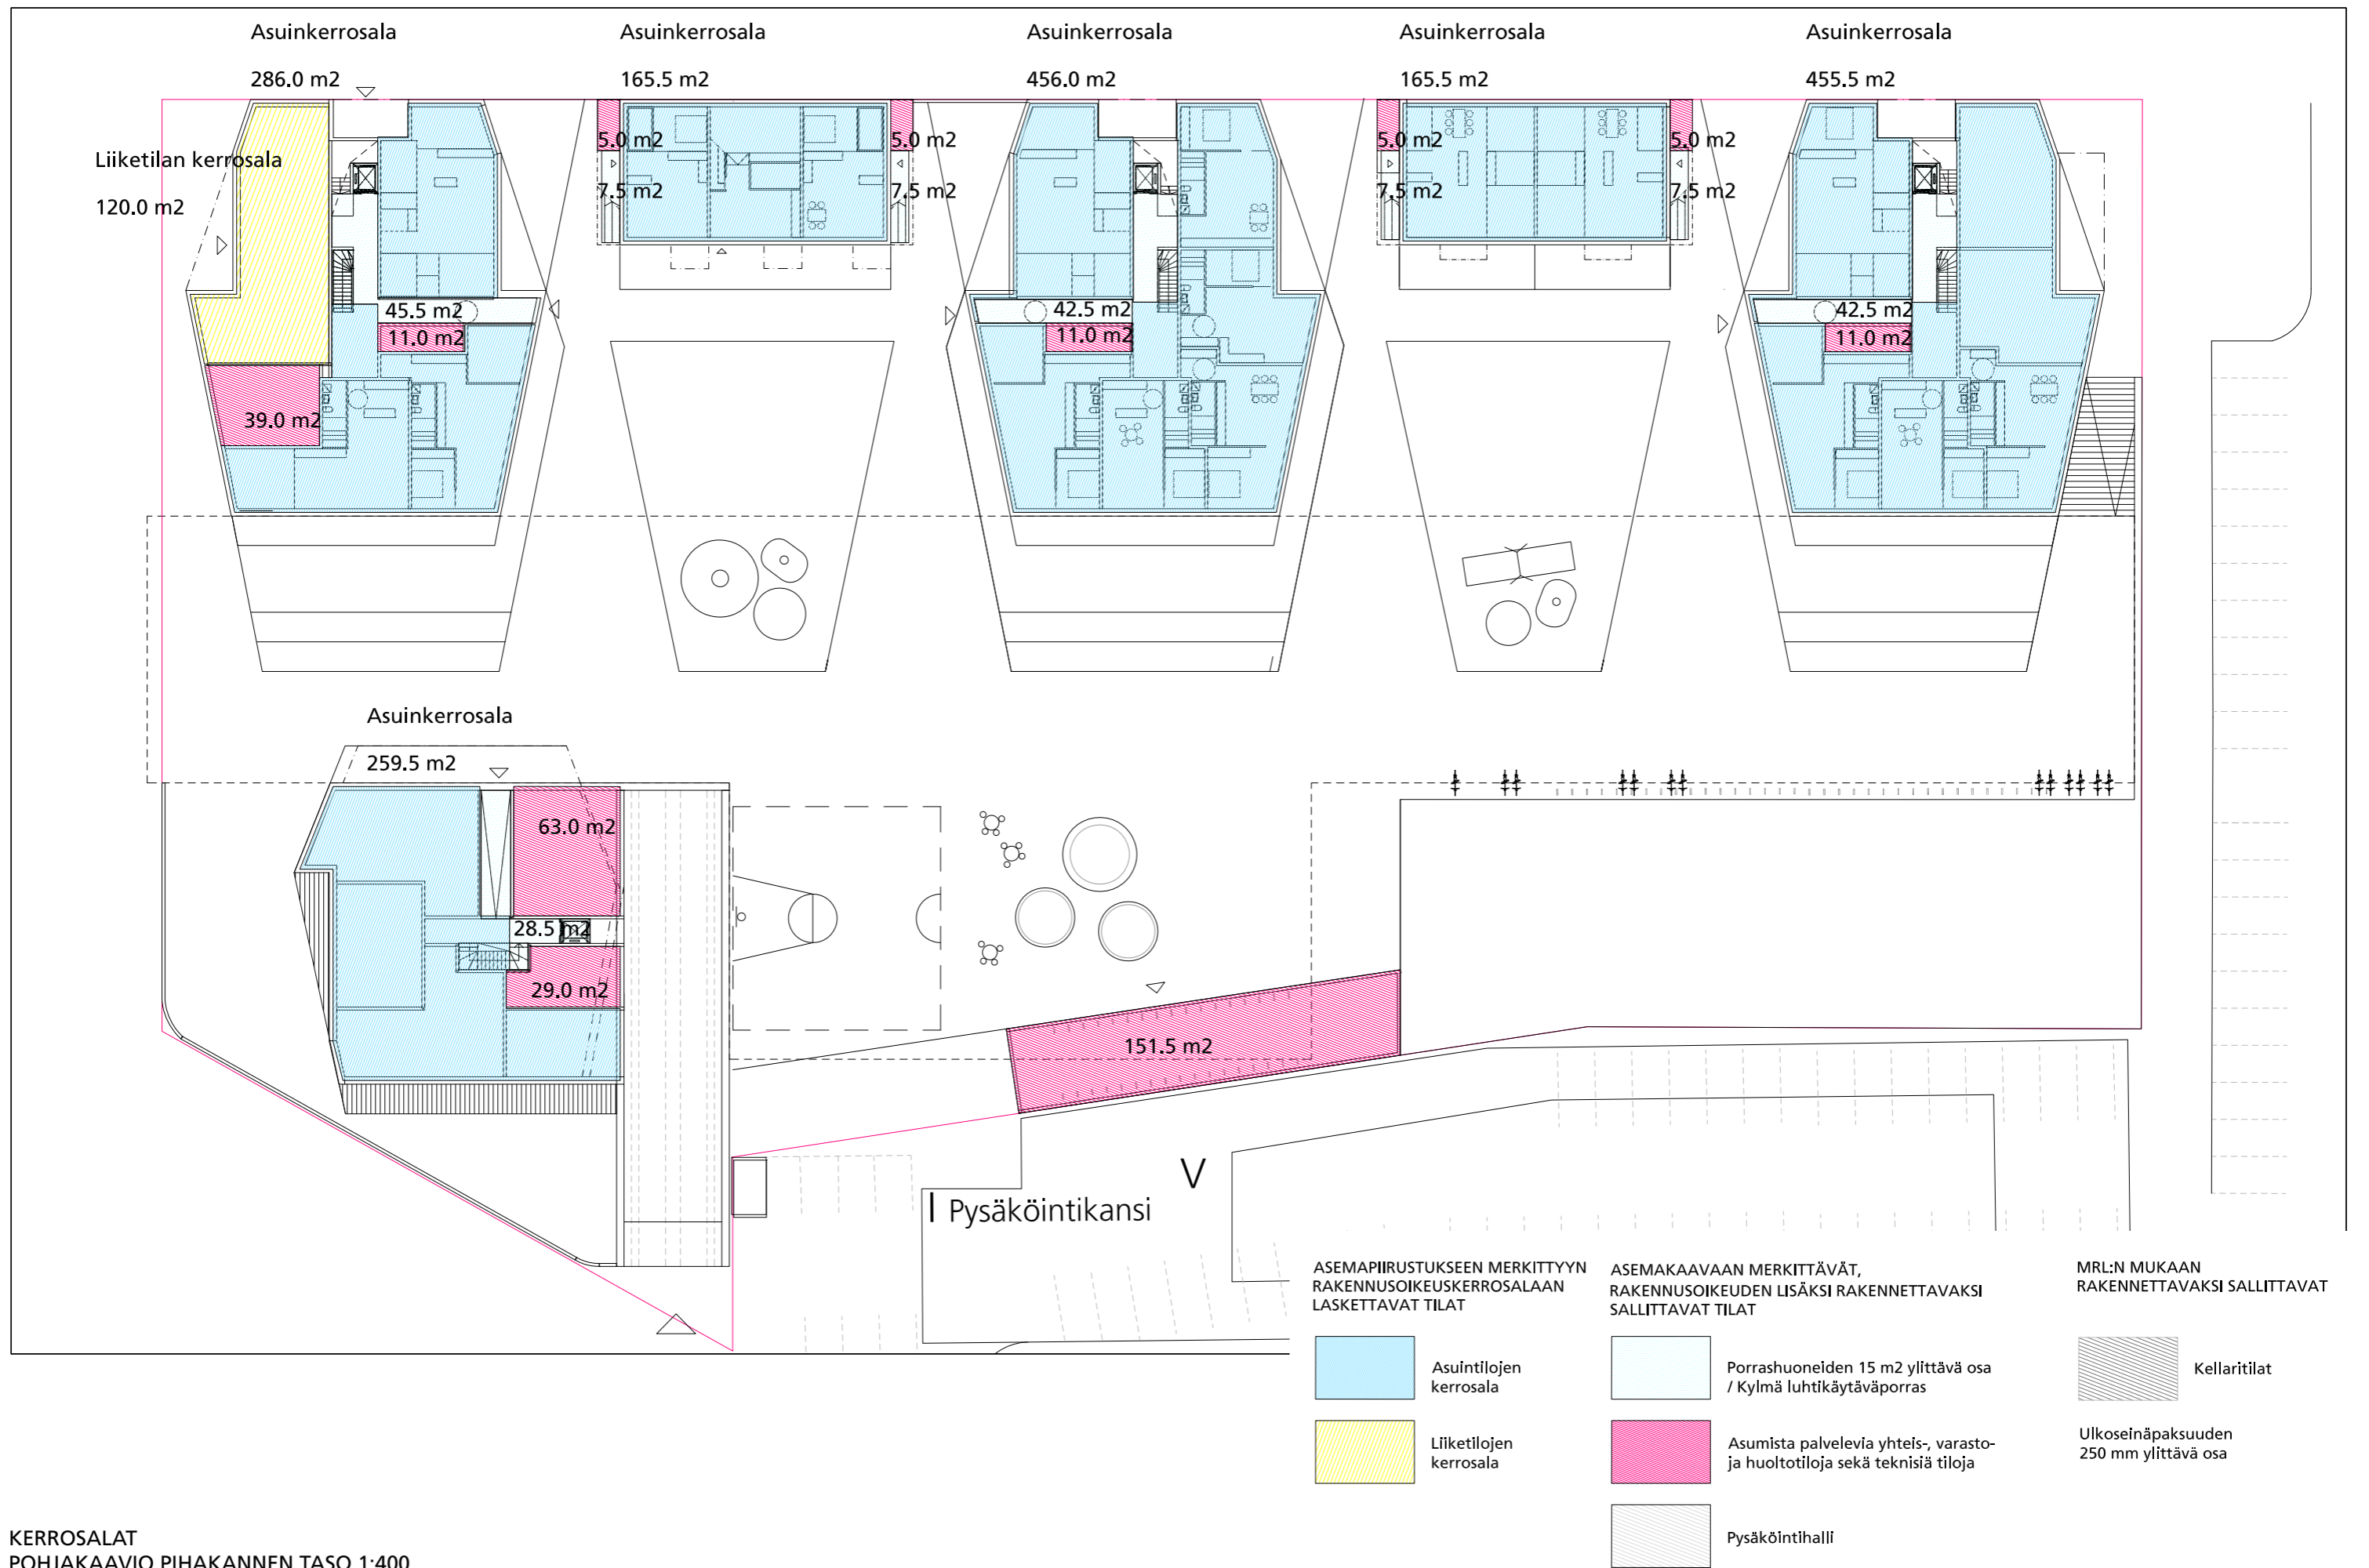 Asuinkerrosala
286.0 m2
Asuinkerrosala
165.5 m2
Asuinkerrosala
456.0 m2
Asuinkerrosala
165.5 m2
Asuinkerrosala
455.5 m2
Liiketilan kerrosala
120.0 m2
5.0 m2
7.5 m2
5.0 m2
7.5 m2
5.0 m2
7.5 m2
5.0 m2
7.5 m2
45.5 m2
11.0 m2
39.0 m2
42.5 m2
11.0 m2
42.5 m2
11.0 m2
Asuinkerrosala
259.5 m2
63.0 m2
28.5 m2
29.0 m2
151.5 m2
V
I Pysäköintikansi
ASEMAPIIRUSTUKSEEN MERKITTYYN
RAKENNUSOIKEUSKERROSALAAN
LASKETTAVAT TILAT
Asuintilojen
kerrosala
Liiketilojen
kerrosala
ASEMAKAAVAAN MERKITTÄVÄT,
RAKENNUSOIKEUDEN LISÄKSI RAKENNETTAVAKSI
SALLITTAVAT TILAT
Porrashuoneiden 15 m2 ylittävä osa
/ Kylmä luhtikäytäväporras
Asumista palvelevia yhteis-, varasto-
ja huoltotiloja sekä teknisiä tiloja
Pysäköintihalli
MRL:N MUKAAN
RAKENNETTAVAKSI SALLITTAVAT
Kellaritilat
Ulkoseinäpaksuuden
250 mm ylittävä osa
KERROSALAT
POHJAKAAVIO PIHAKANNEN TASO 1:400